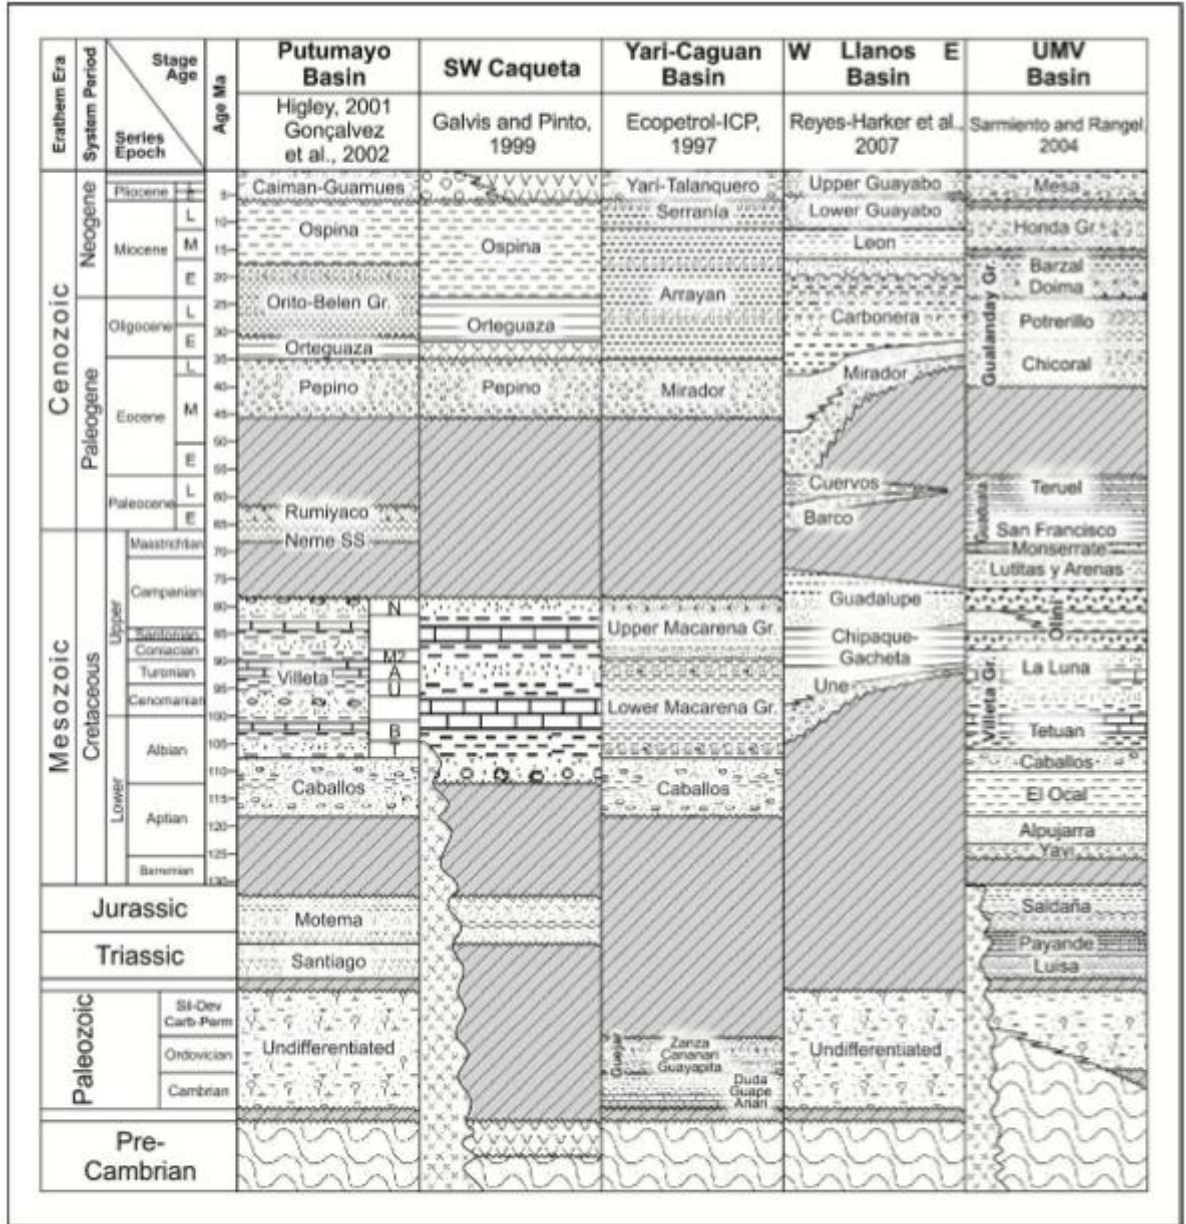 Erathem Era
System Period
Stage
Age
Series
Epoch
Age Ma
Putumayo
Basin
Higley, 2001
Gonçalvez
et al., 2002
SW Caqueta
Galvis and Pinto,
1999
Yari-Caguan
Basin
Ecopetrol-ICP,
1997
W Llanos E
Basin
Reyes-Harker et al.,
2007
UMV
Basin
Sarmiento and Rangel,
2004
Cenozoic
Neogene
Pliocene
Miocene
L
M
E
Paleogene
Oligocene
L
E
Eocene
L
M
E
Paleocene
L
E
Mesozoic
Cretaceous
Upper
Maastrichtian
Campanian
Santonian
Coniacian
Turonian
Cenomanian
Lower
Albian
Aptian
Barremian
Jurassic
Triassic
Paleozoic
Sil-Dev
Carb-Perm
Ordovician
Cambrian
Pre-
Cambrian
5
10
15
20
25
30
35
40
45
50
55
60
65
70
75
80
85
90
95
100
105
110
115
120
125
130
Caiman-Guamues
Ospina
Orito-Belen Gr.
Orteguaza
Pepino
Rumiyaco
Neme SS
Villeta
N
M2
A
U
B
T
Caballos
Motema
Santiago
Undifferentiated
Ospina
Orteguaza
Pepino
Yari-Talanquero
Serranía
Arrayan
Mirador
Upper Macarena Gr.
Lower Macarena Gr.
Caballos
Guejar
Zanza
Cananan
Guayapita
Duda
Guape
Ariari
Upper Guayabo
Lower Guayabo
Leon
Carbonera
Mirador
Cuervos
Barco
Guadalupe
Chipaque-
Gacheta
Une
Undifferentiated
Mesa
Honda Gr.
Gualanday Gr.
Barzal
Doima
Potrerillo
Chicoral
Guaduala
Teruel
San Francisco
Monserrate
Lutitas y Arenas
Olini
Villeta Gr.
La Luna
Tetuan
Caballos
El Ocal
Alpujarra
Yavi
Saldaña
Payande
Luisa